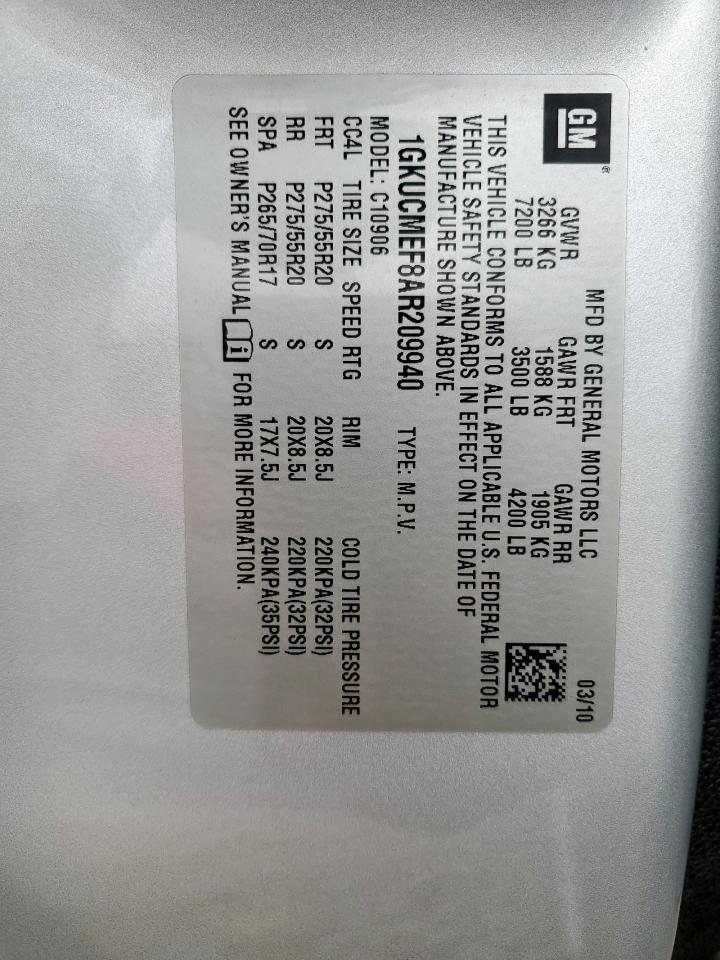 GM ®
MFD BY GENERAL MOTORS LLC 03/10
GVWR GAWR FRT GAWR RR
3266 KG 1588 KG 1905 KG
7200 LB 3500 LB 4200 LB
THIS VEHICLE CONFORMS TO ALL APPLICABLE U.S. FEDERAL MOTOR
VEHICLE SAFETY STANDARDS IN EFFECT ON THE DATE OF
MANUFACTURE SHOWN ABOVE.
1GKUCMEF8AR209940 TYPE: M.P.V.
MODEL: C10906
CC4L TIRE SIZE SPEED RTG RIM COLD TIRE PRESSURE
FRT P275/55R20 S 20X8.5J 220KPA(32PSI)
RR P275/55R20 S 20X8.5J 220KPA(32PSI)
SPA P265/70R17 S 17X7.5J 240KPA(35PSI)
SEE OWNER'S MANUAL i FOR MORE INFORMATION.